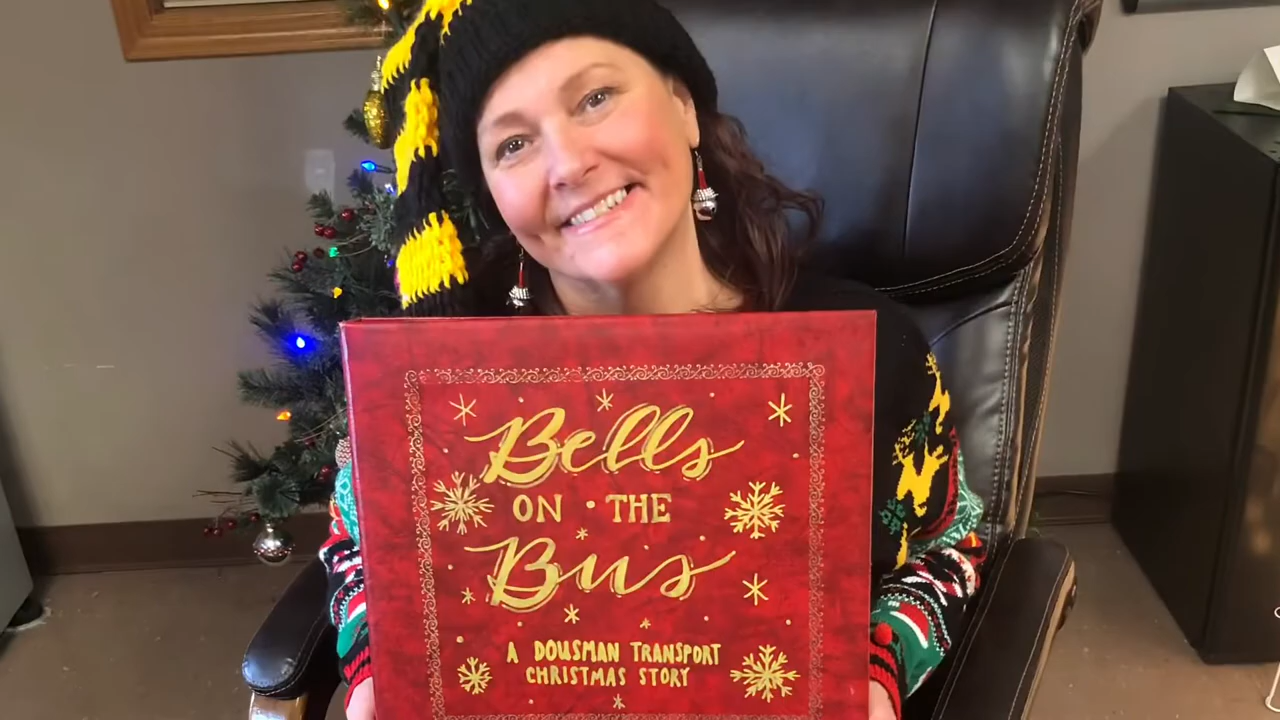 Bells
ON • THE
Bus
A DOUSMAN TRANSPORT
CHRISTMAS STORY